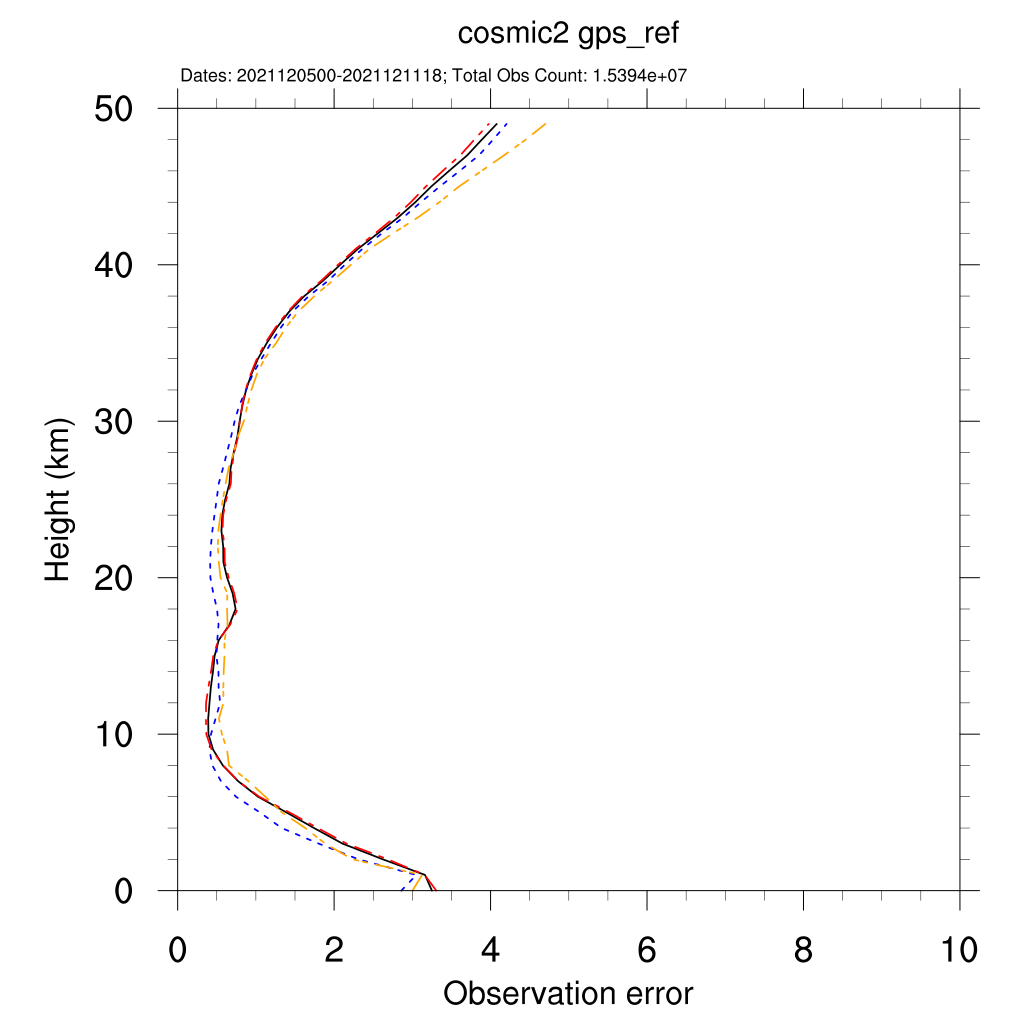 cosmic2 gps_ref
Dates: 2021120500-2021121118; Total Obs Count: 1.5394e+07
50
40
30
20
10
0
Height (km)
0 2 4 6 8 10
Observation error